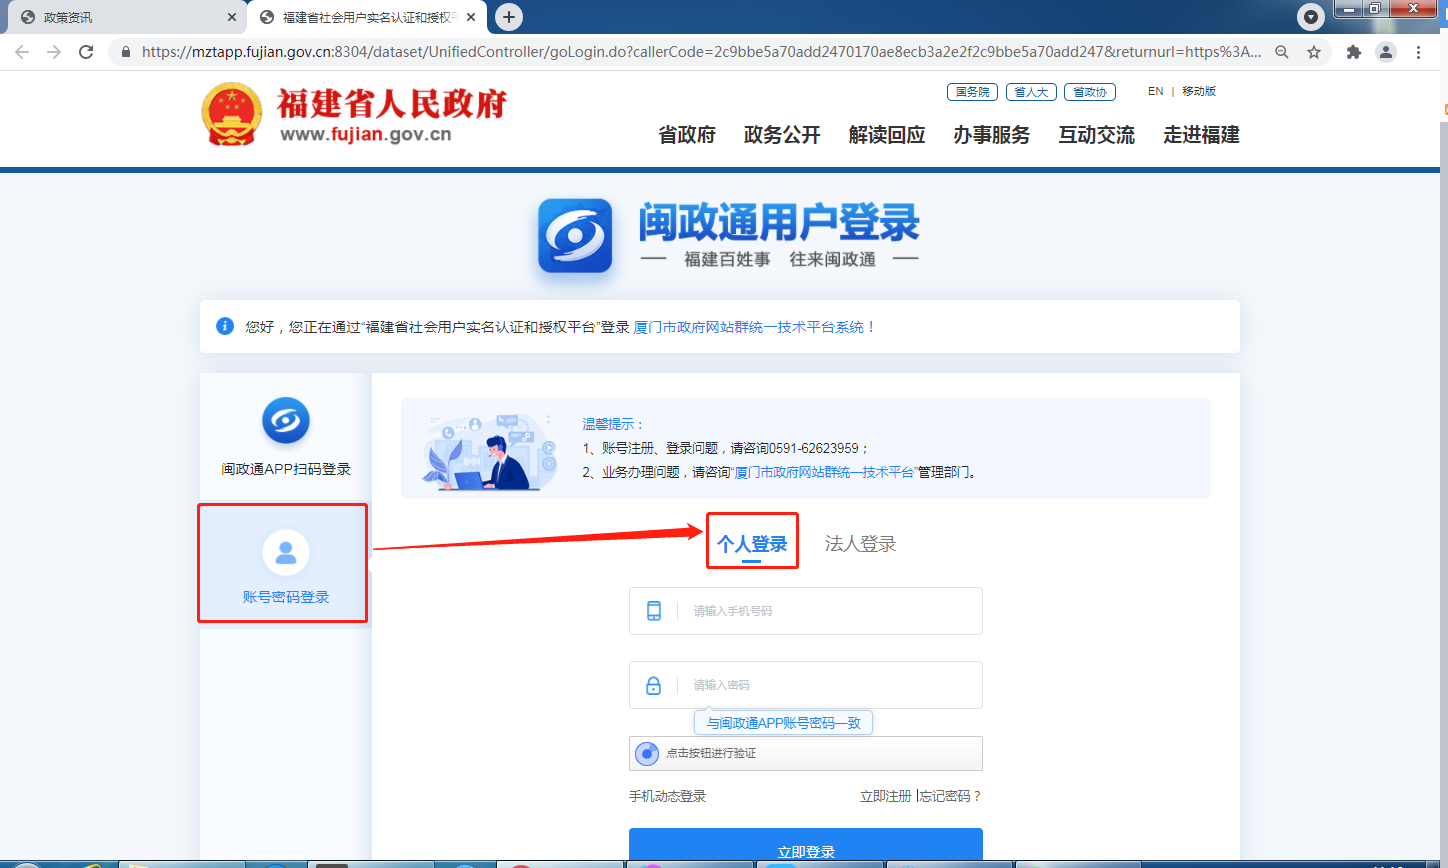 政策资讯
福建省社会用户实名认证和授权平
https://mztapp.fujian.gov.cn:8304/dataset/UnifiedController/goLogin.do?callerCode=2c9bbe5a70add2470170ae8ecb3a2e2f2c9bbe5a70add247&returnurl=https%3A...
福建省人民政府
www.fujian.gov.cn
国务院 省人大 省政协 EN | 移动版
省政府 政务公开 解读回应 办事服务 互动交流 走进福建
闽政通用户登录
福建百姓事 往来闽政通
您好，您正在通过“福建省社会用户实名认证和授权平台”登录 厦门市政府网站群统一技术平台系统！
闽政通APP扫码登录
账号密码登录
温馨提示：
1、账号注册、登录问题，请咨询0591-62623959；
2、业务办理问题，请咨询“厦门市政府网站群统一技术平台”管理部门。
个人登录 法人登录
请输入手机号码
请输入密码
与闽政通APP账号密码一致
点击按钮进行验证
手机动态登录 立即注册 |忘记密码？
立即登录